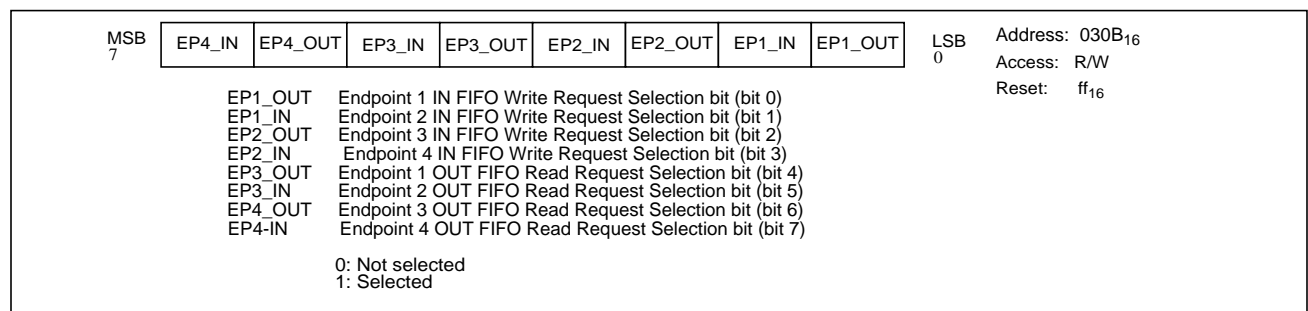 MSB 7 EP4_IN EP4_OUT EP3_IN EP3_OUT EP2_IN EP2_OUT EP1_IN EP1_OUT LSB 0
Address: 030B16
Access: R/W
Reset: ff16
EP1_OUT Endpoint 1 IN FIFO Write Request Selection bit (bit 0)
EP1_IN Endpoint 2 IN FIFO Write Request Selection bit (bit 1)
EP2_OUT Endpoint 3 IN FIFO Write Request Selection bit (bit 2)
EP2_IN Endpoint 4 IN FIFO Write Request Selection bit (bit 3)
EP3_OUT Endpoint 1 OUT FIFO Read Request Selection bit (bit 4)
EP3_IN Endpoint 2 OUT FIFO Read Request Selection bit (bit 5)
EP4_OUT Endpoint 3 OUT FIFO Read Request Selection bit (bit 6)
EP4-IN Endpoint 4 OUT FIFO Read Request Selection bit (bit 7)
0: Not selected
1: Selected